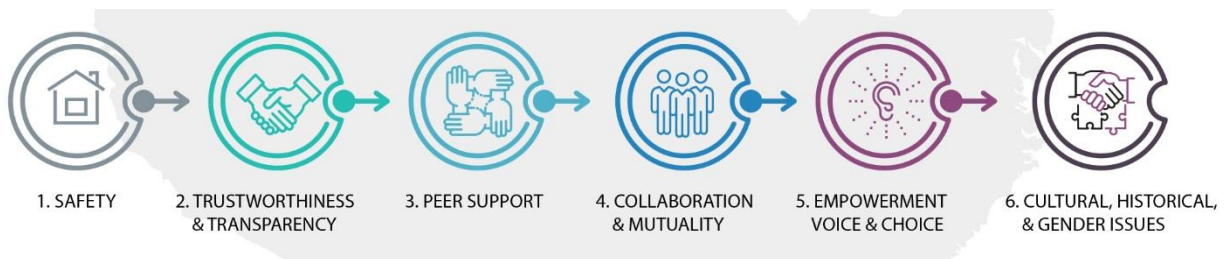 1. SAFETY
2. TRUSTWORTHINESS
& TRANSPARENCY
3. PEER SUPPORT
4. COLLABORATION
& MUTUALITY
5. EMPOWERMENT
VOICE & CHOICE
6. CULTURAL, HISTORICAL,
& GENDER ISSUES